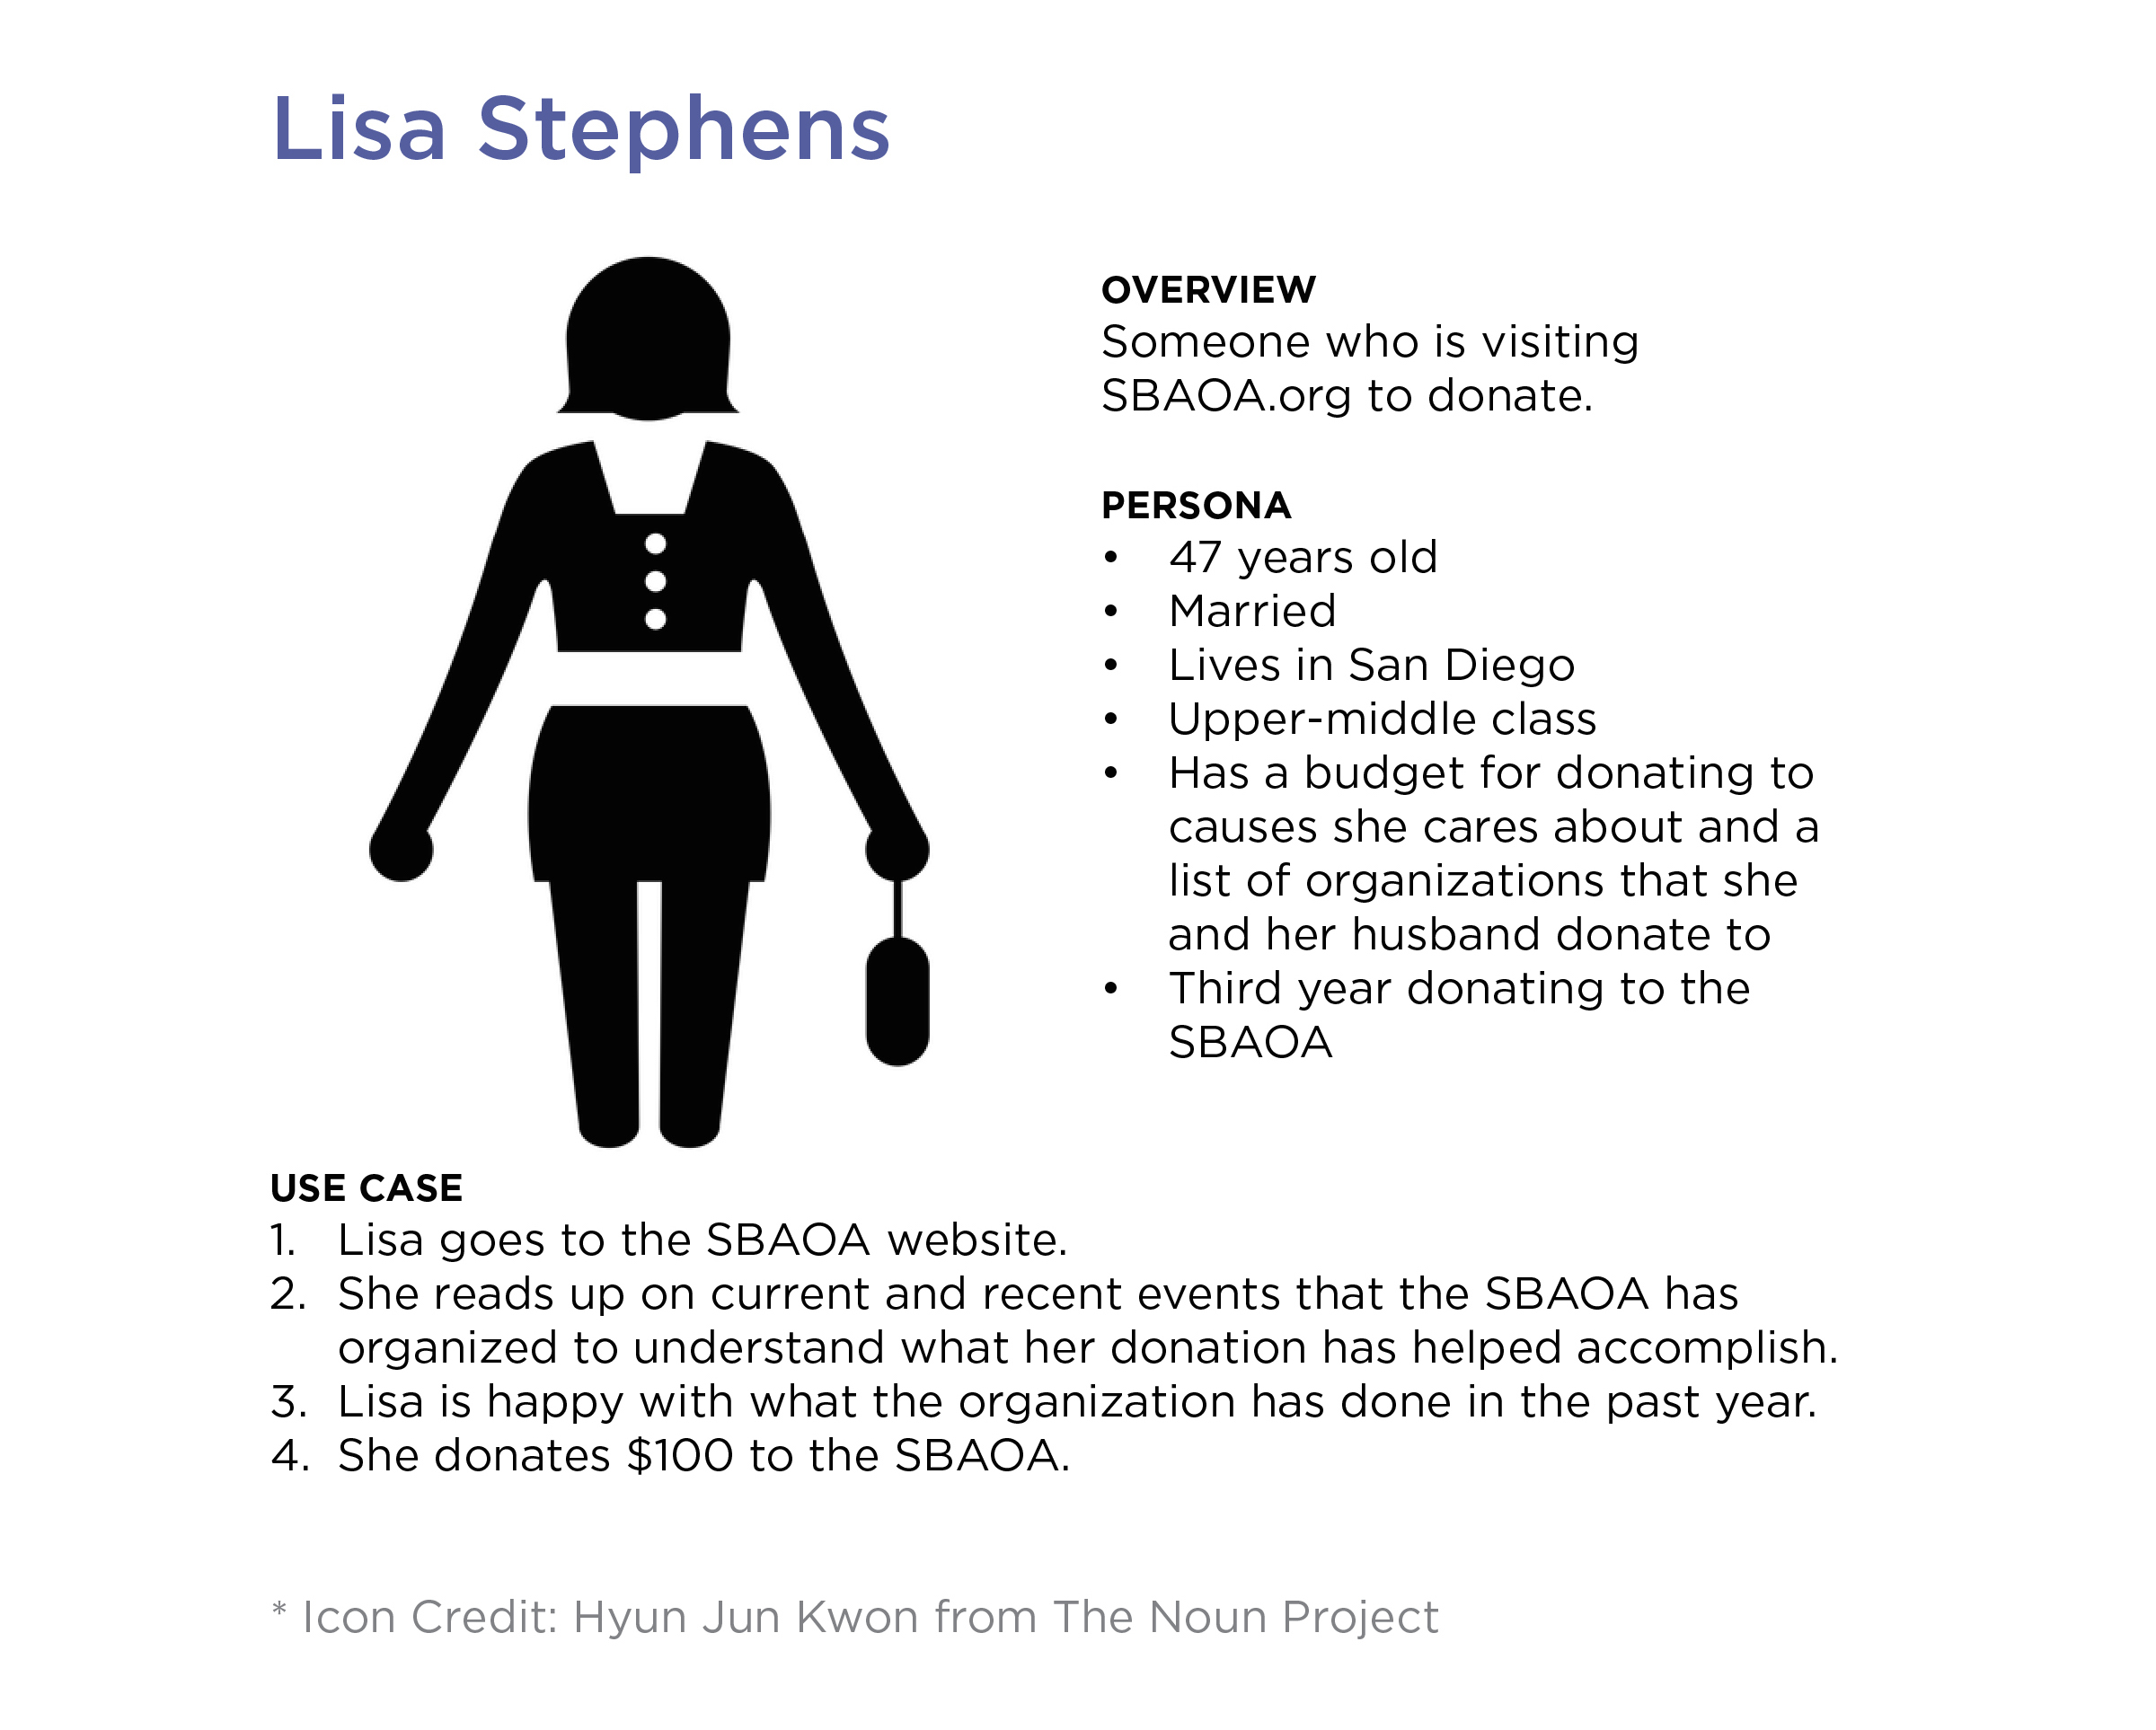 Lisa Stephens
OVERVIEW
Someone who is visiting
SBAOA.org to donate.
PERSONA
• 47 years old
• Married
• Lives in San Diego
• Upper-middle class
• Has a budget for donating to
causes she cares about and a
list of organizations that she
and her husband donate to
• Third year donating to the
SBAOA
USE CASE
1. Lisa goes to the SBAOA website.
2. She reads up on current and recent events that the SBAOA has
organized to understand what her donation has helped accomplish.
3. Lisa is happy with what the organization has done in the past year.
4. She donates $100 to the SBAOA.
* Icon Credit: Hyun Jun Kwon from The Noun Project